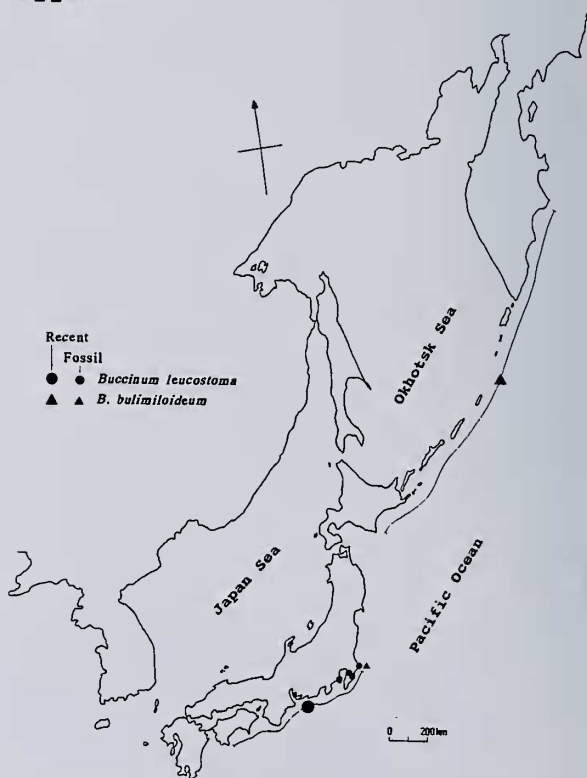 Recent
Fossil
Buccinum leucostoma
B. bulimiloideum
Okhotsk Sea
Japan Sea
Pacific Ocean
0 200km